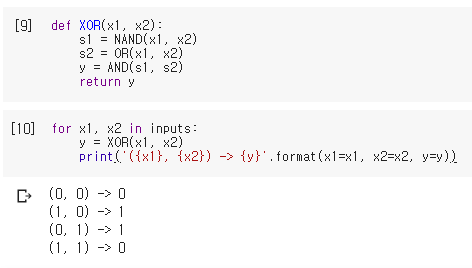 [9] def XOR(x1, x2):
s1 = NAND(x1, x2)
s2 = OR(x1, x2)
y = AND(s1, s2)
return y
[10] for x1, x2 in inputs:
y = XOR(x1, x2)
print('({x1}, {x2}) -> {y}'.format(x1=x1, x2=x2, y=y))
(0, 0) -> 0
(1, 0) -> 1
(0, 1) -> 1
(1, 1) -> 0